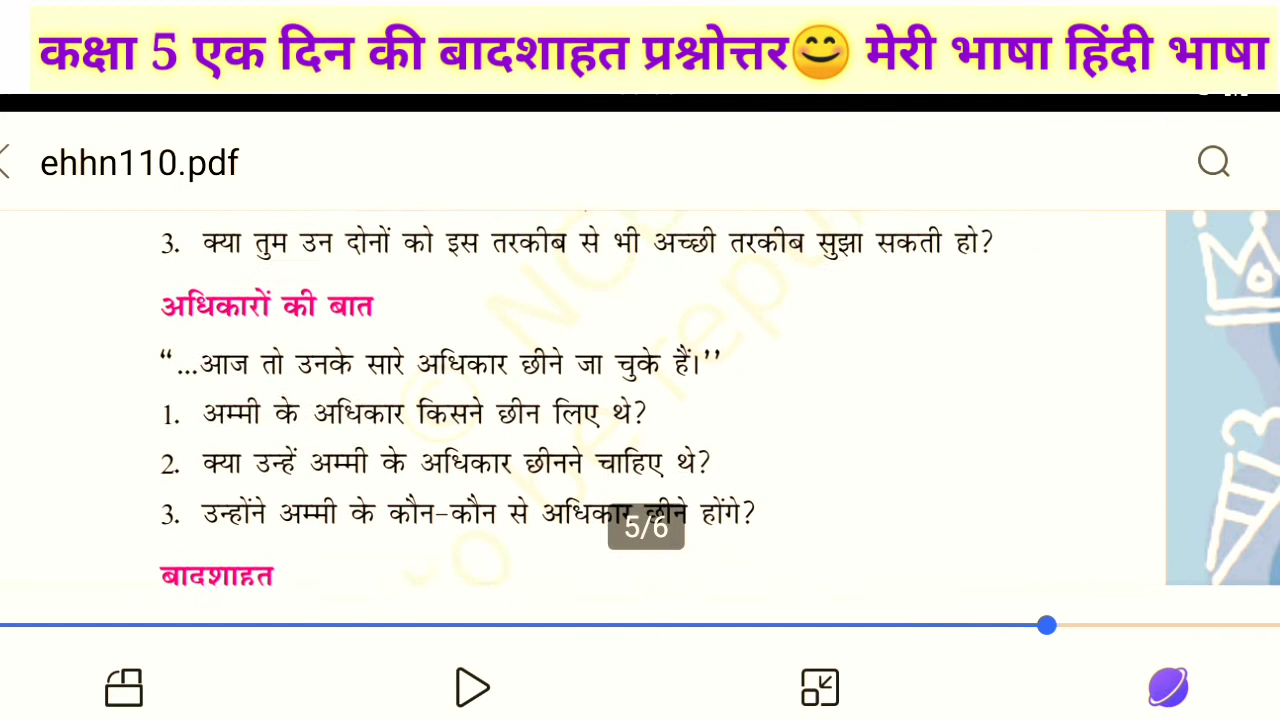 कक्षा 5 एक दिन की बादशाहत प्रश्नोत्तर😊 मेरी भाषा हिंदी भाषा
ehhn110.pdf
3. क्या तुम उन दोनों को इस तरकीब से भी अच्छी तरकीब सुझा सकती हो?
अधिकारों की बात
“...आज तो उनके सारे अधिकार छीने जा चुके हैं।”
1. अम्मी के अधिकार किसने छीन लिए थे?
2. क्या उन्हें अम्मी के अधिकार छीनने चाहिए थे?
3. उन्होंने अम्मी के कौन-कौन से अधिकार छीने होंगे?
5/6
बादशाहत